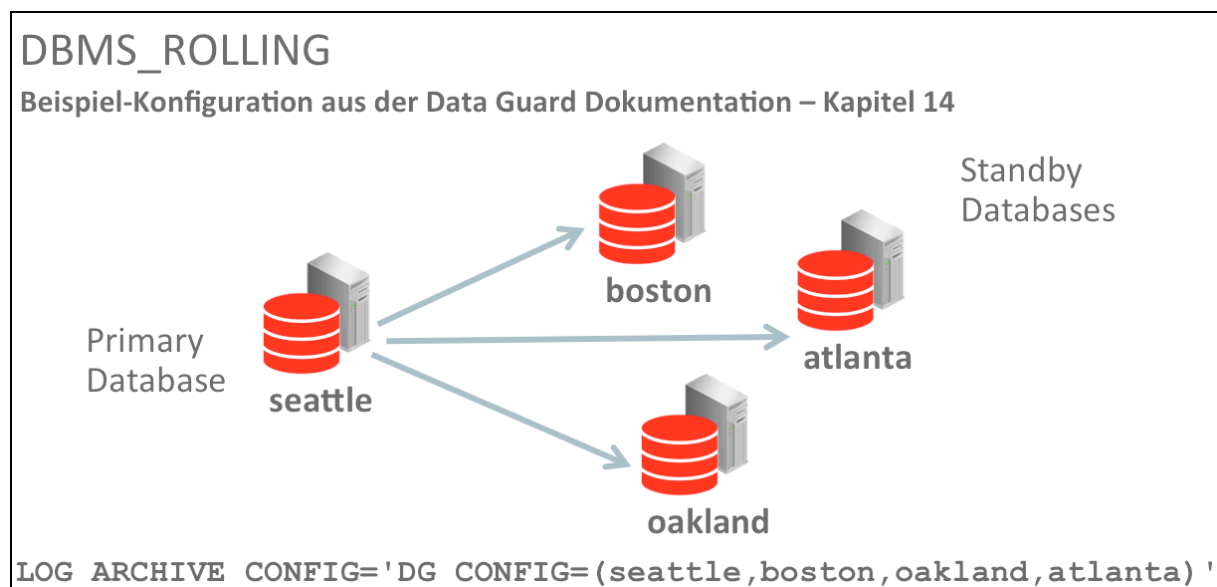 DBMS_ROLLING
Beispiel-Konfiguration aus der Data Guard Dokumentation – Kapitel 14
Standby
Databases
boston
atlanta
Primary
Database
seattle
oakland
LOG ARCHIVE CONFIG='DG CONFIG=(seattle,boston,oakland,atlanta)'